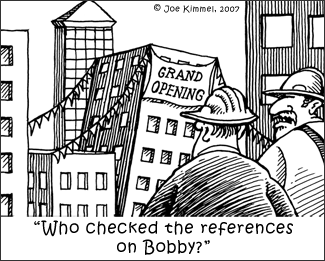 © Joe Kimmel, 2007
GRAND
OPENING
“Who checked the references
on Bobby?”